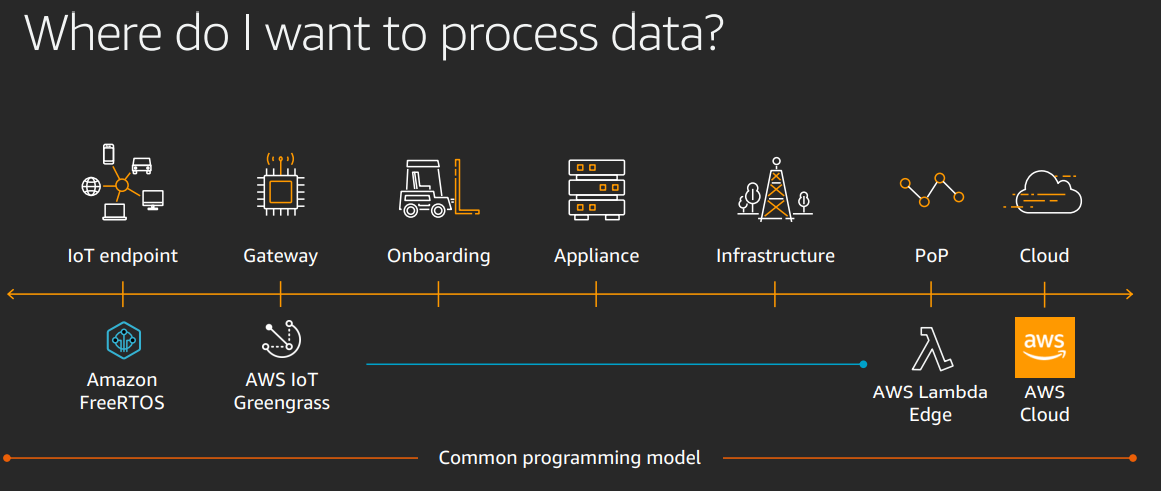 Where do I want to process data?
IoT endpoint
Gateway
Onboarding
Appliance
Infrastructure
PoP
Cloud
Amazon
FreeRTOS
AWS IoT
Greengrass
AWS Lambda
Edge
aws
AWS
Cloud
Common programming model